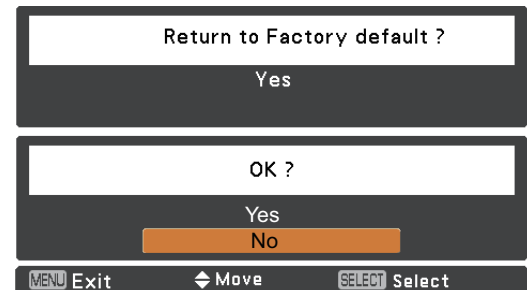 Return to Factory default ?
Yes
OK ?
Yes
No
MENU Exit Move SELECT Select